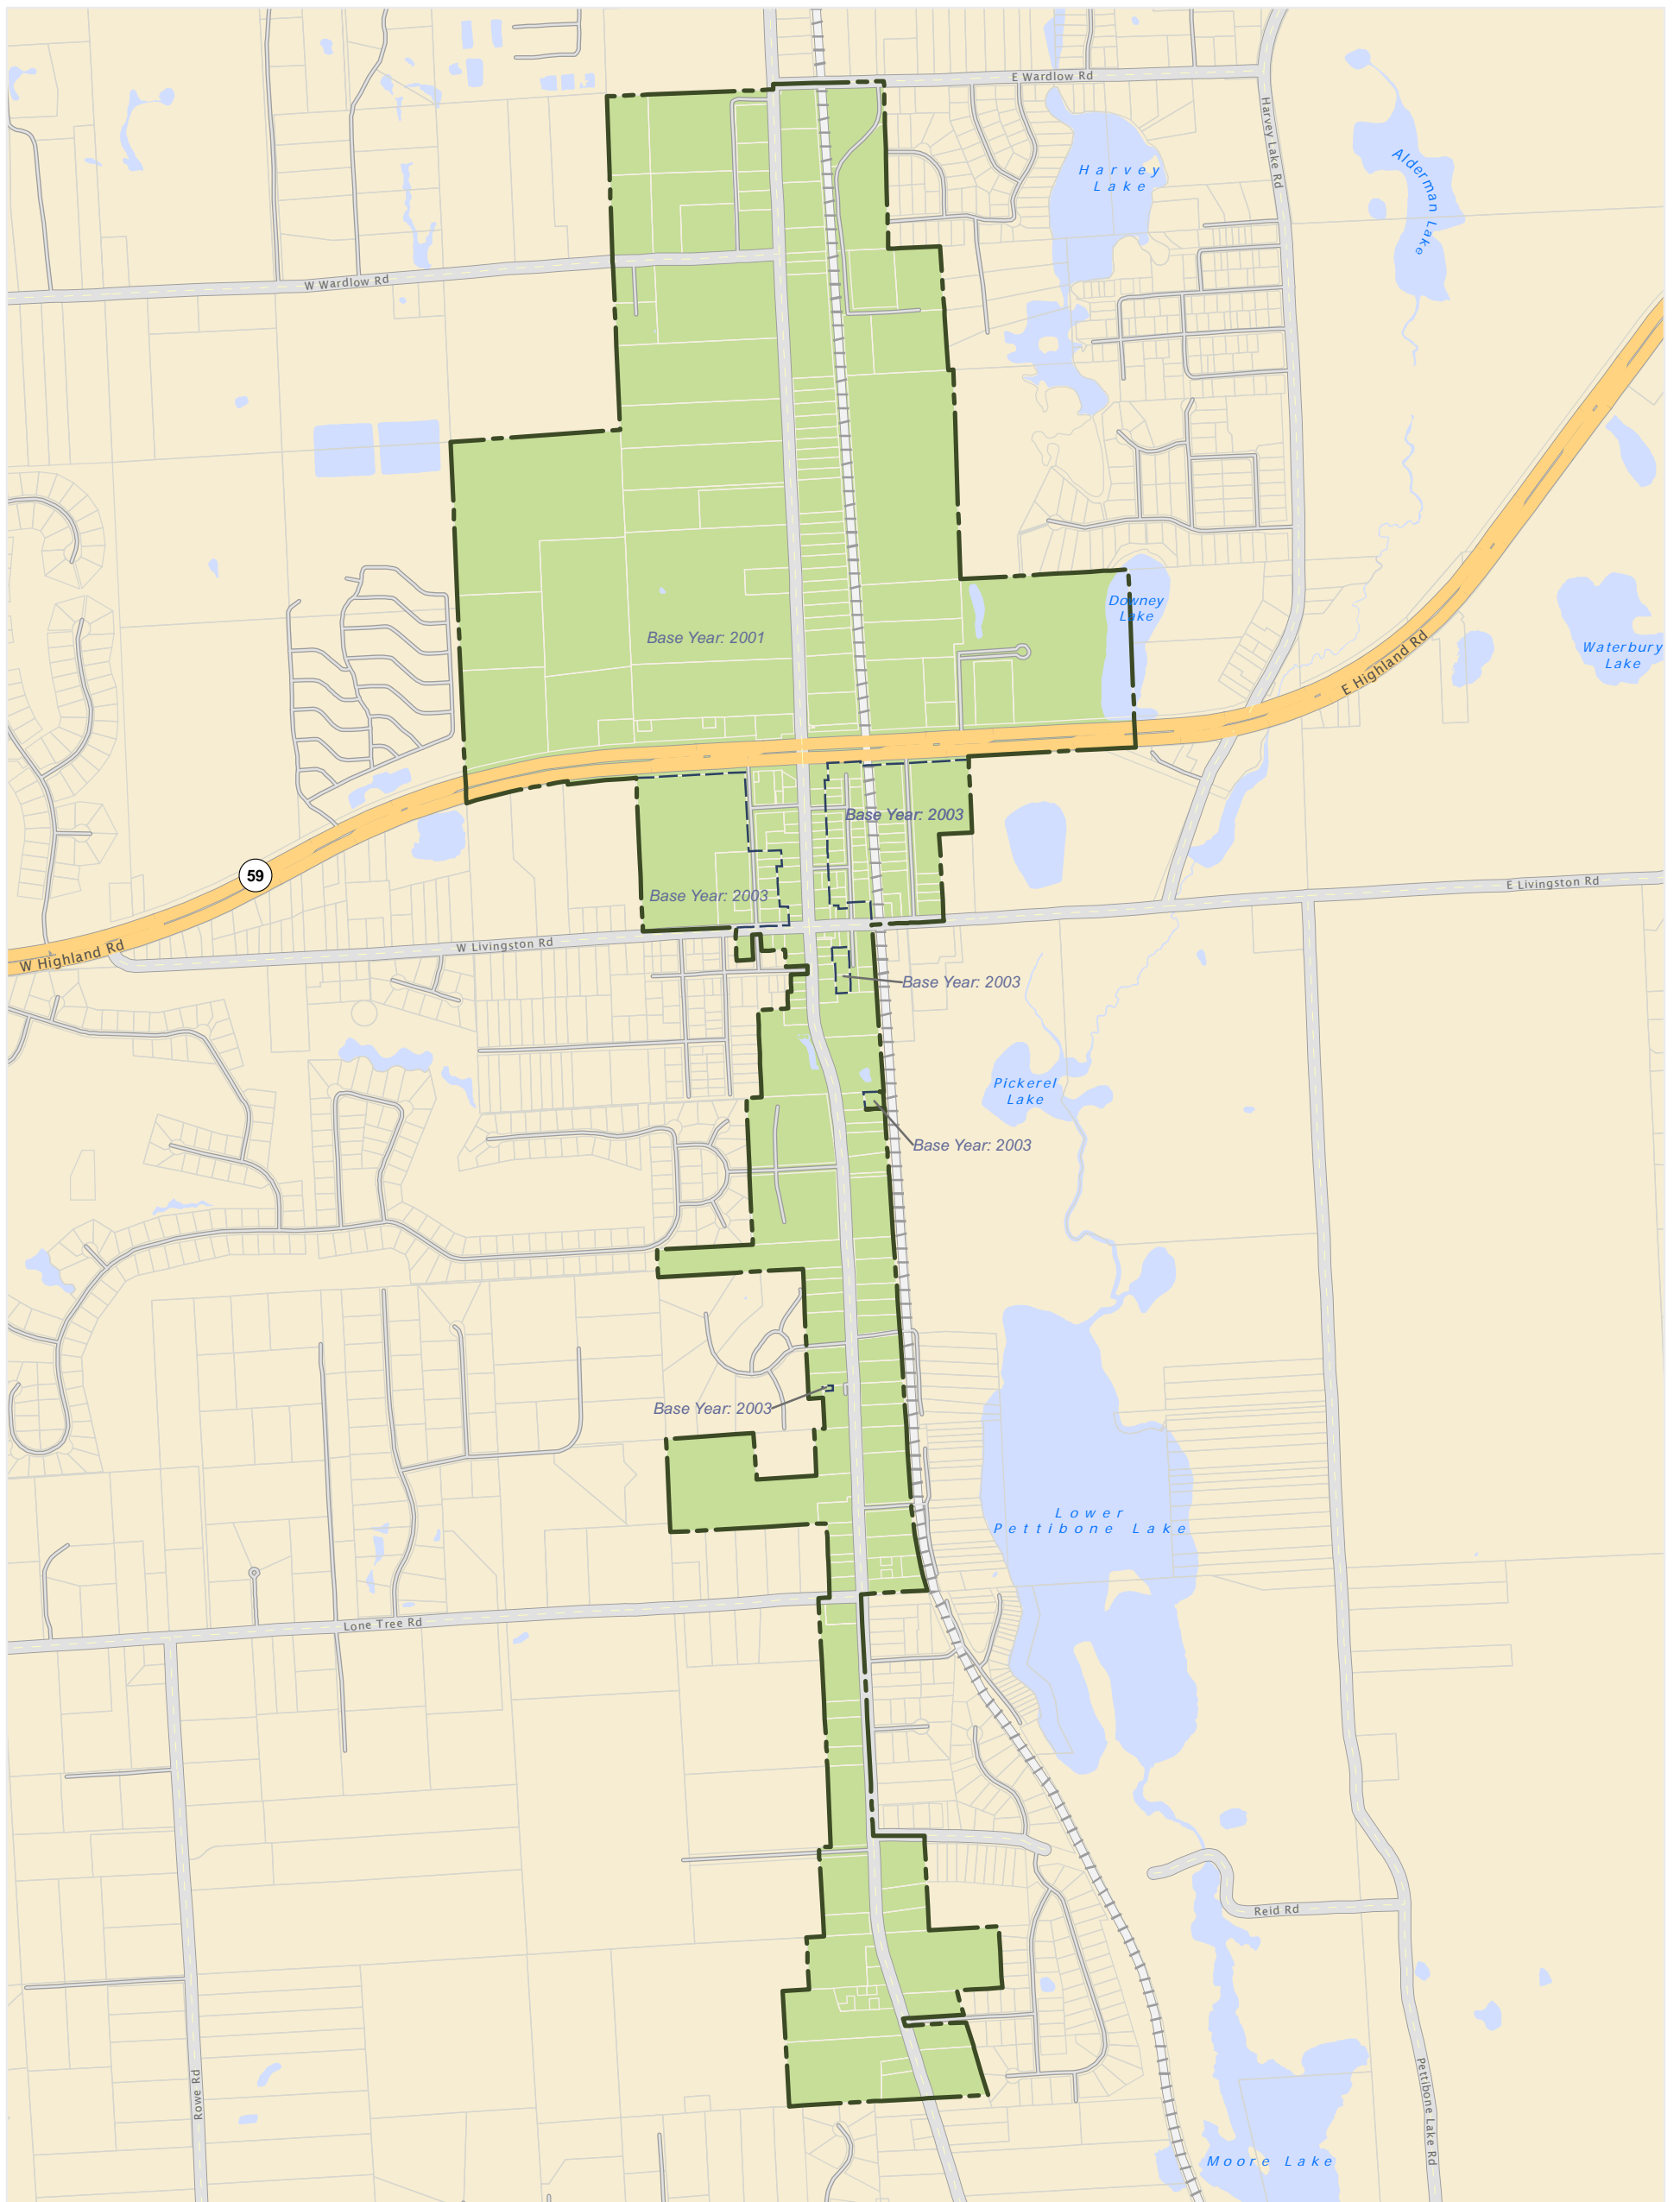 E Wardlow Rd
Harvey Lake Rd
Harvey
Lake
Alderman Lake
W Wardlow Rd
Downey
Lake
Base Year: 2001
Waterbury
Lake
E Highland Rd
Base Year: 2003
59
Base Year: 2003
E Livingston Rd
W Livingston Rd
W Highland Rd
Base Year: 2003
Pickerel
Lake
Base Year: 2003
Base Year: 2003
Lower
Pettibone Lake
Lone Tree Rd
Reid Rd
Rowe Rd
Pettibone Lake Rd
Moore Lake